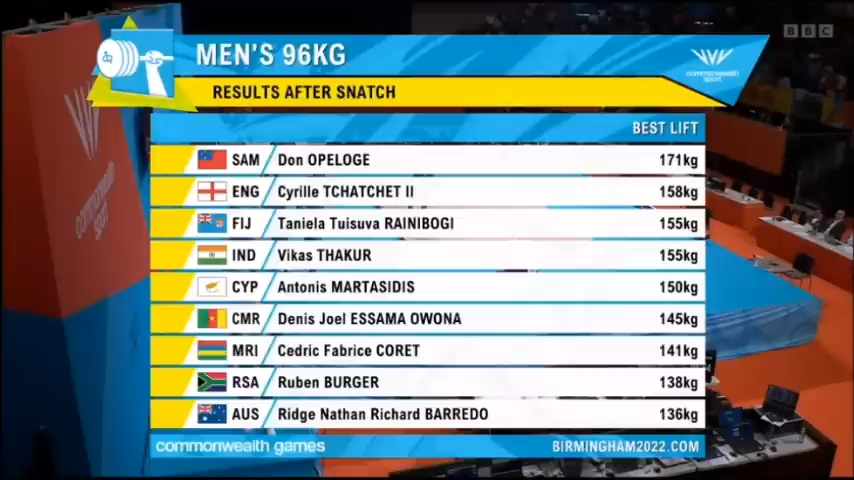 BBC
MEN'S 96KG
commonwealth
sport
RESULTS AFTER SNATCH
BEST LIFT
SAM Don OPELOGE 171kg
ENG Cyrille TCHATCHET II 158kg
FIJ Taniela Tuisuva RAINIBOGI 155kg
IND Vikas THAKUR 155kg
CYP Antonis MARTASIDIS 150kg
CMR Denis Joel ESSAMA OWONA 145kg
MRI Cedric Fabrice CORET 141kg
RSA Ruben BURGER 138kg
AUS Ridge Nathan Richard BARREDO 136kg
commonwealth games BIRMINGHAM2022.COM
commonwealth
sport